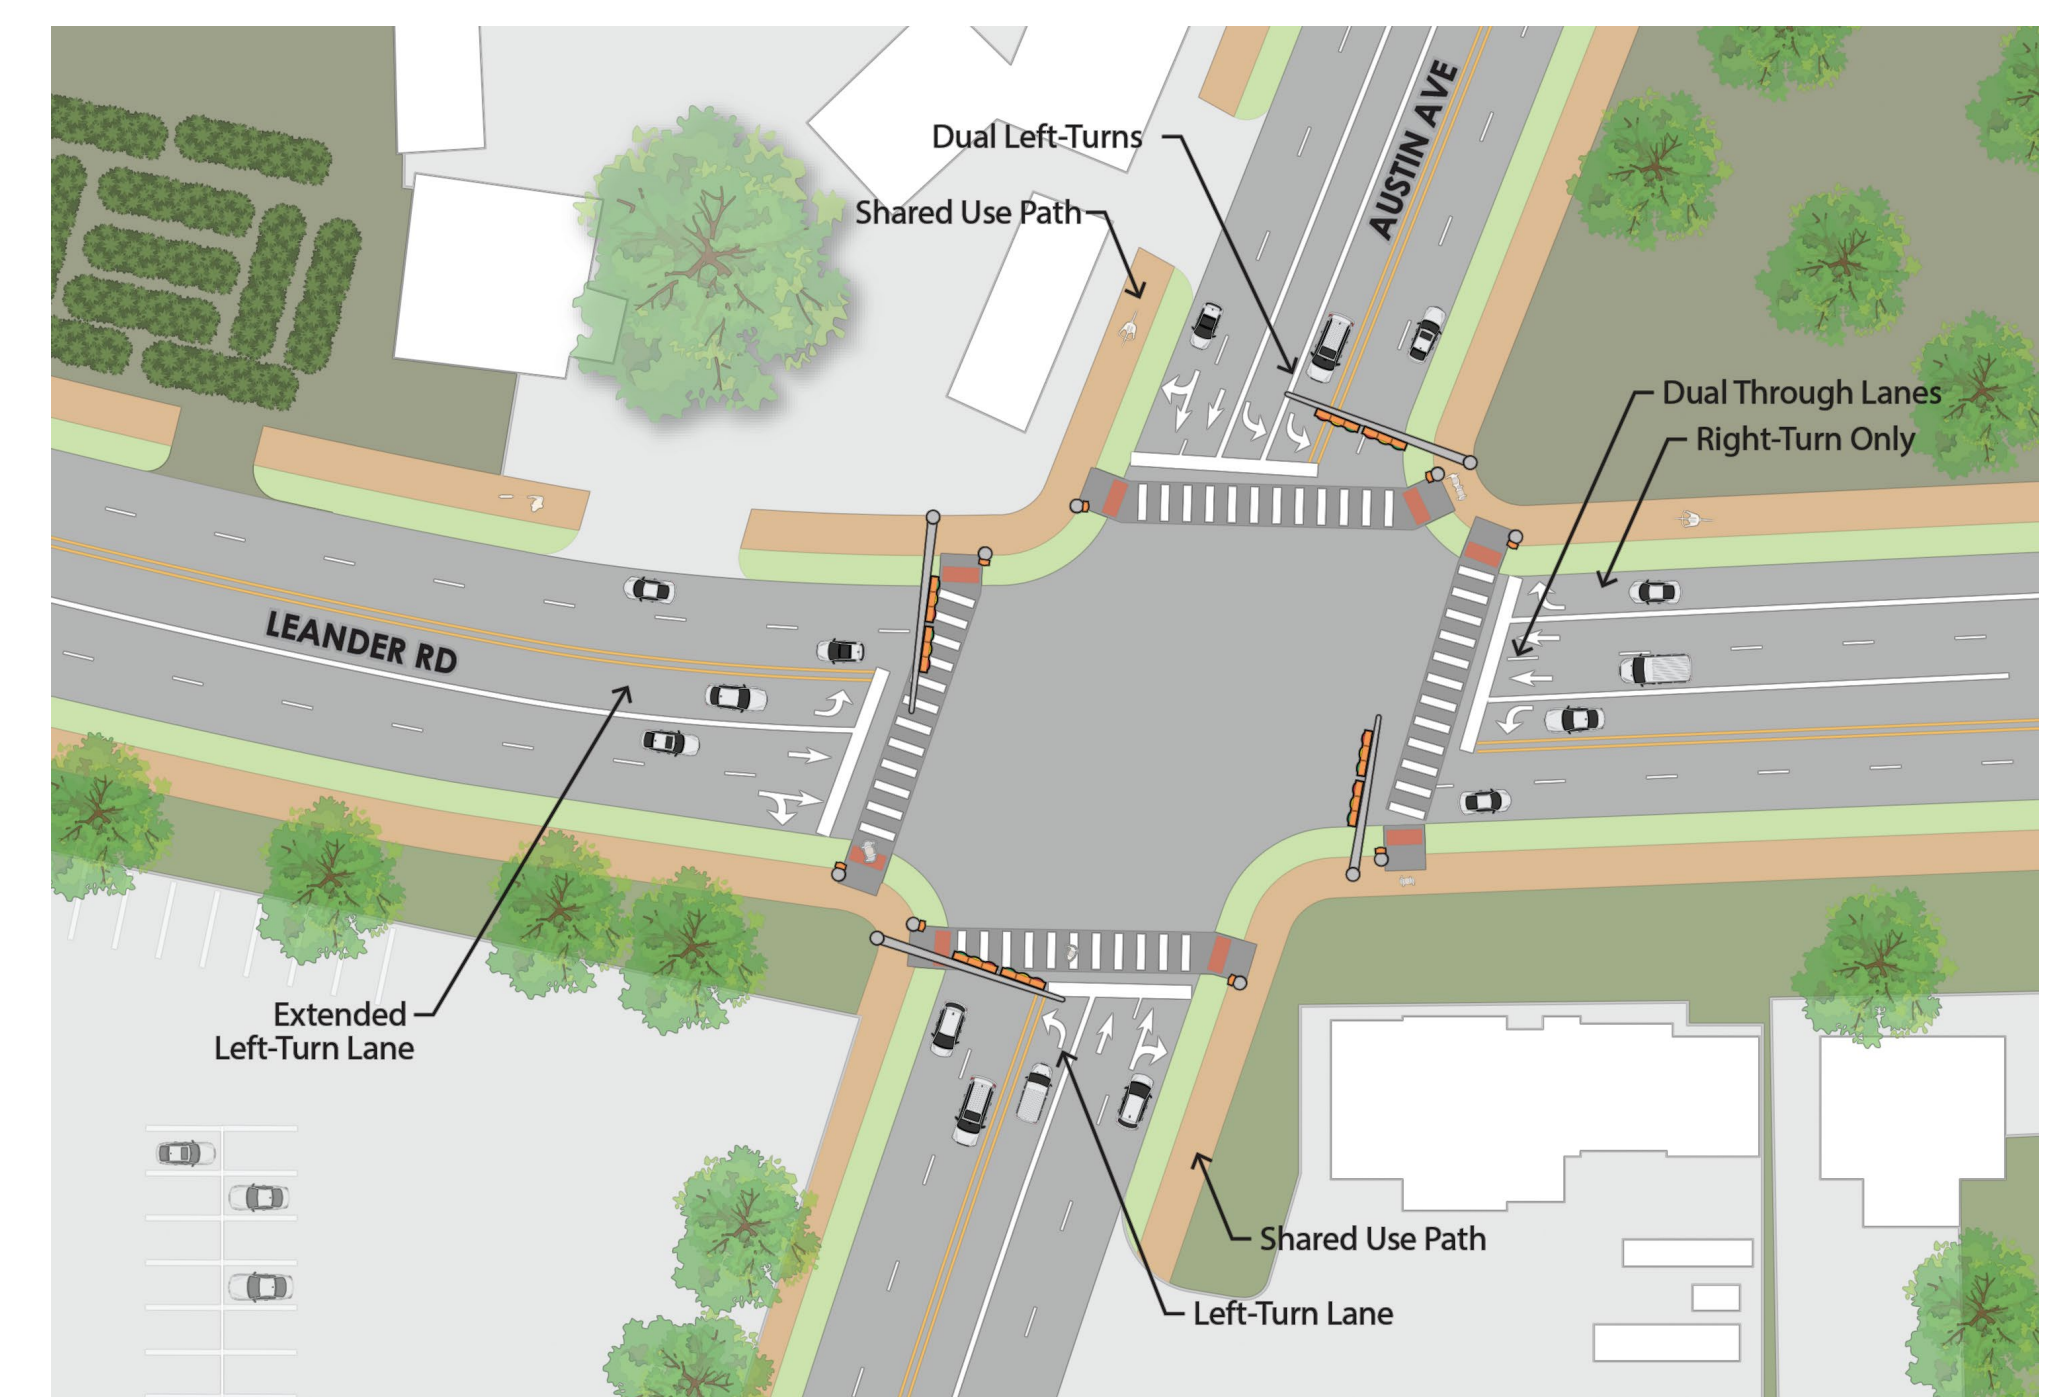 AUSTIN AVE
Dual Left-Turns
Shared Use Path
Dual Through Lanes
Right-Turn Only
LEANDER RD
Extended
Left-Turn Lane
Shared Use Path
Left-Turn Lane